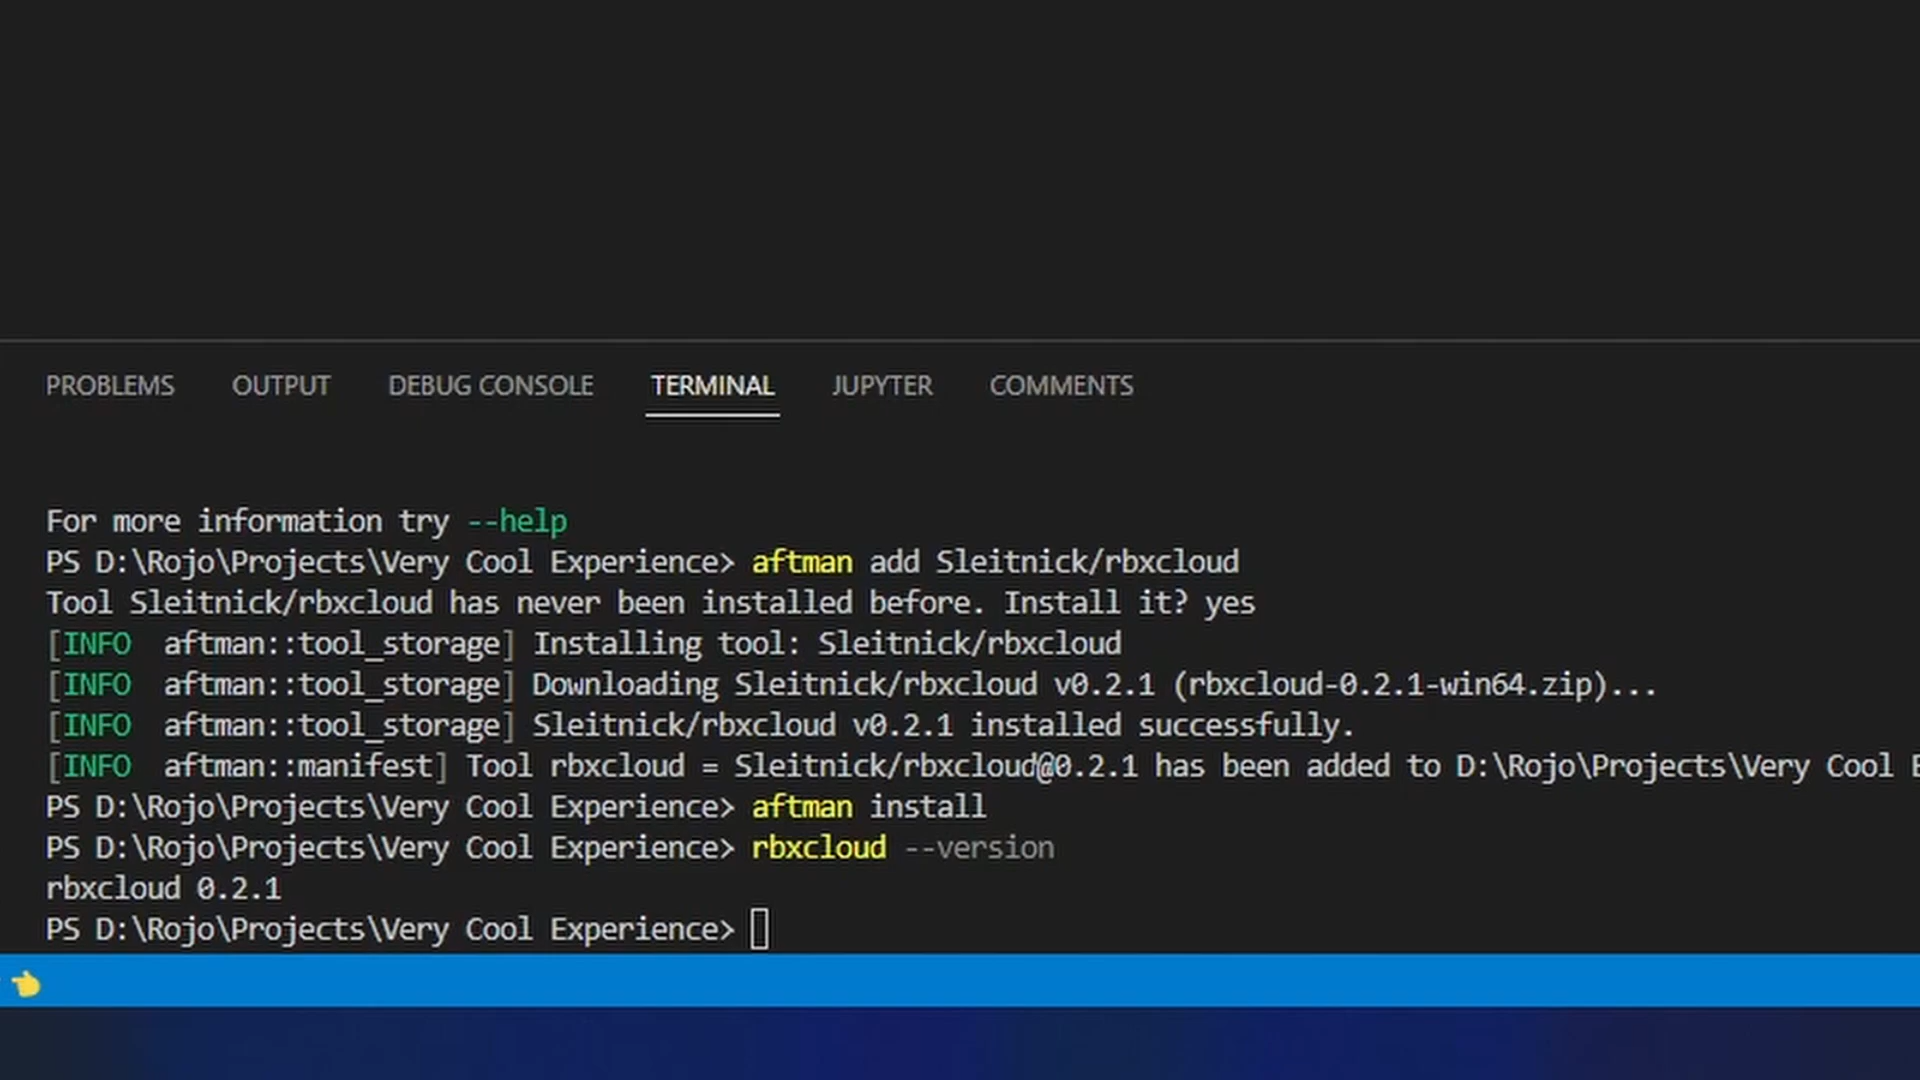 PROBLEMS OUTPUT DEBUG CONSOLE TERMINAL JUPYTER COMMENTS
For more information try --help
PS D:\Rojo\Projects\Very Cool Experience> aftman add Sleitnick/rbxcloud
Tool Sleitnick/rbxcloud has never been installed before. Install it? yes
[INFO  aftman::tool_storage] Installing tool: Sleitnick/rbxcloud
[INFO  aftman::tool_storage] Downloading Sleitnick/rbxcloud v0.2.1 (rbxcloud-0.2.1-win64.zip)...
[INFO  aftman::tool_storage] Sleitnick/rbxcloud v0.2.1 installed successfully.
[INFO  aftman::manifest] Tool rbxcloud = Sleitnick/rbxcloud@0.2.1 has been added to D:\Rojo\Projects\Very Cool E
PS D:\Rojo\Projects\Very Cool Experience> aftman install
PS D:\Rojo\Projects\Very Cool Experience> rbxcloud --version
rbxcloud 0.2.1
PS D:\Rojo\Projects\Very Cool Experience>